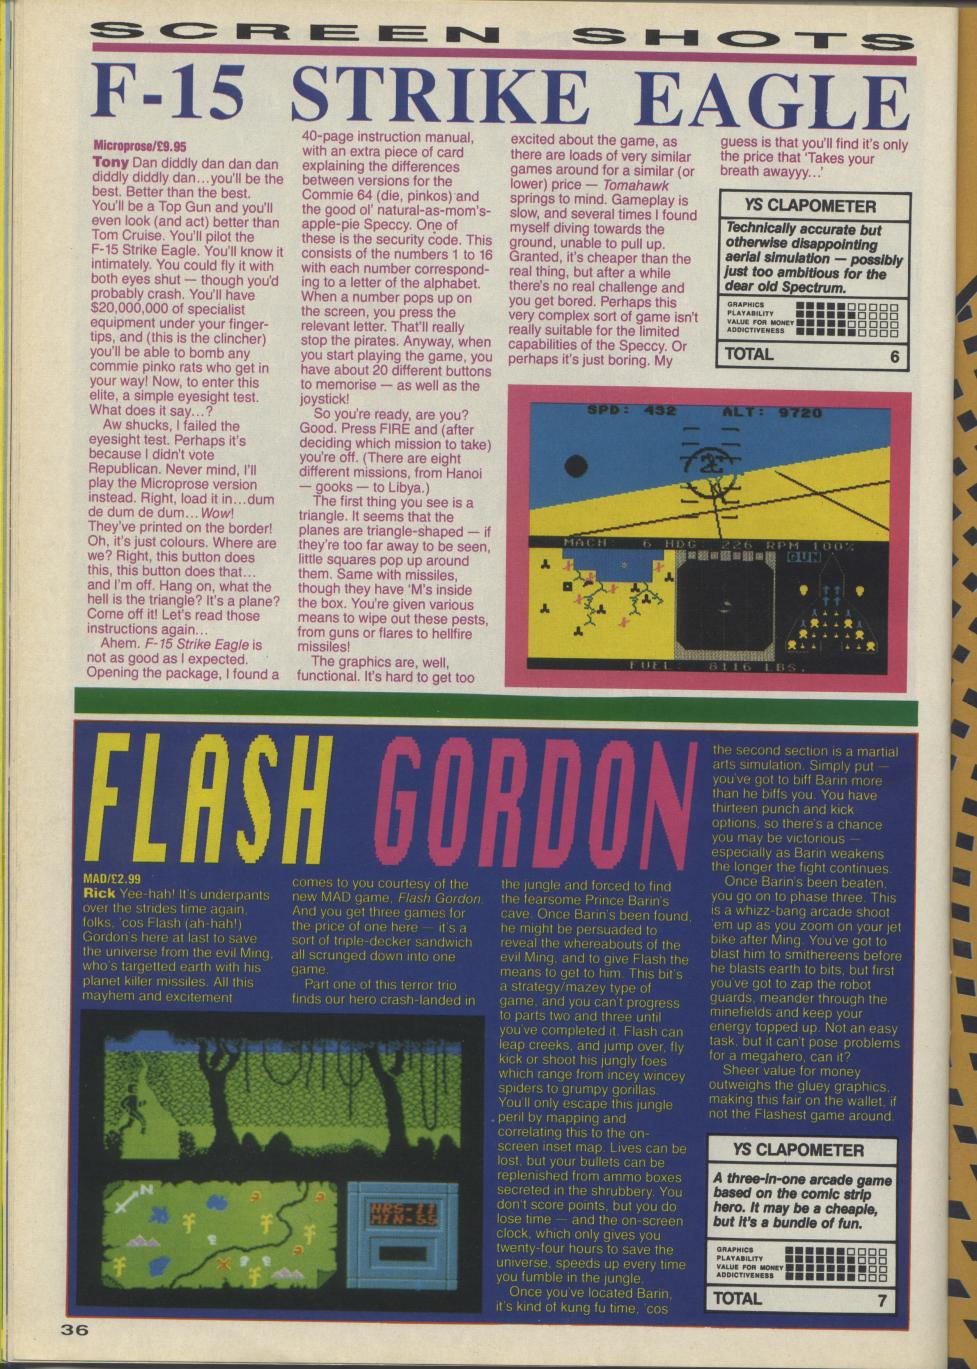 SCREEN SHOTS
F-15 STRIKE EAGLE
Microprose/£9.95
Tony Dan diddly dan dan dan
diddly diddly dan...you'll be the
best. Better than the best.
You'll be a Top Gun and you'll
even look (and act) better than
Tom Cruise. You'll pilot the
F-15 Strike Eagle. You'll know it
intimately. You could fly it with
both eyes shut — though you'd
probably crash. You'll have
$20,000,000 of specialist
equipment under your finger-
tips, and (this is the clincher)
you'll be able to bomb any
commie pinko rats who get in
your way! Now, to enter this
elite, a simple eyesight test.
What does it say...?
Aw shucks, I failed the
eyesight test. Perhaps it's
because I didn't vote
Republican. Never mind, I'll
play the Microprose version
instead. Right, load it in...dum
de dum de dum... Wow!
They've printed on the border!
Oh, it's just colours. Where are
we? Right, this button does
this, this button does that...
and I'm off. Hang on, what the
hell is the triangle? It's a plane?
Come off it! Let's read those
instructions again...
Ahem. F-15 Strike Eagle is
not as good as I expected.
Opening the package, I found a
40-page instruction manual,
with an extra piece of card
explaining the differences
between versions for the
Commie 64 (die, pinkos) and
the good ol' natural-as-mom's-
apple-pie Speccy. One of
these is the security code. This
consists of the numbers 1 to 16
with each number correspond-
ing to a letter of the alphabet.
When a number pops up on
the screen, you press the
relevant letter. That'll really
stop the pirates. Anyway, when
you start playing the game, you
have about 20 different buttons
to memorise — as well as the
joystick!
So you're ready, are you?
Good. Press FIRE and (after
deciding which mission to take)
you're off. (There are eight
different missions, from Hanoi
— gooks — to Libya.)
The first thing you see is a
triangle. It seems that the
planes are triangle-shaped — if
they're too far away to be seen,
little squares pop up around
them. Same with missiles,
though they have 'M's inside
the box. You're given various
means to wipe out these pests,
from guns or flares to hellfire
missiles!
The graphics are, well,
functional. It's hard to get too
excited about the game, as
there are loads of very similar
games around for a similar (or
lower) price — Tomahawk
springs to mind. Gameplay is
slow, and several times I found
myself diving towards the
ground, unable to pull up.
Granted, it's cheaper than the
real thing, but after a while
there's no real challenge and
you get bored. Perhaps this
very complex sort of game isn't
really suitable for the limited
capabilities of the Speccy. Or
perhaps it's just boring. My
guess is that you'll find it's only
the price that 'Takes your
breath awayyy...'
YS CLAPOMETER
Technically accurate but
otherwise disappointing
aerial simulation — possibly
just too ambitious for the
dear old Spectrum.
GRAPHICS
PLAYABILITY
VALUE FOR MONEY
ADDICTIVENESS
TOTAL 6
SPD: 432 ALT: 9720
MACH: 6 HDG: 226 RPM 100%
GUN
FUEL: 8116 LBS.
FLASH GORDON
MAD/£2.99
Rick Yee-hah! It's underpants
over the strides time again,
folks, 'cos Flash (ah-hah!)
Gordon's here at last to save
the universe from the evil Ming,
who's targetted earth with his
planet killer missiles. All this
mayhem and excitement
comes to you courtesy of the
new MAD game, Flash Gordon.
And you get three games for
the price of one here — it's a
sort of triple-decker sandwich
all scrunged down into one
game.
Part one of this terror trio
finds our hero crash-landed in
the jungle and forced to find
the fearsome Prince Barin's
cave. Once Barin's been found,
he might be persuaded to
reveal the whereabouts of the
evil Ming, and to give Flash the
means to get to him. This bit's
a strategy/mazey type of
game, and you can't progress
to parts two and three until
you've completed it. Flash can
leap creeks, and jump over, fly
kick or shoot his jungly foes
which range from incey wincey
spiders to grumpy gorillas.
You'll only escape this jungle
peril by mapping and
correlating this to the on-
screen inset map. Lives can be
lost, but your bullets can be
replenished from ammo boxes
secreted in the shrubbery. You
don't score points, but you do
lose time — and the on-screen
clock, which only gives you
twenty-four hours to save the
universe, speeds up every time
you fumble in the jungle.
Once you've located Barin,
it's kind of kung fu time, 'cos
the second section is a martial
arts simulation. Simply put —
you've got to biff Barin more
than he biffs you. You have
thirteen punch and kick
options, so there's a chance
you may be victorious —
especially as Barin weakens
the longer the fight continues.
Once Barin's been beaten,
you go on to phase three. This
is a whizz-bang arcade shoot
'em up as you zoom on your jet
bike after Ming. You've got to
blast him to smithereens before
he blasts earth to bits, but first
you've got to zap the robot
guards, meander through the
minefields and keep your
energy topped up. Not an easy
task, but it can't pose problems
for a megahero, can it?
Sheer value for money
outweighs the gluey graphics,
making this fair on the wallet, if
not the Flashest game around.
N
HRS-11
MIN-55
YS CLAPOMETER
A three-in-one arcade game
based on the comic strip
hero. It may be a cheapie,
but it's a bundle of fun.
GRAPHICS
PLAYABILITY
VALUE FOR MONEY
ADDICTIVENESS
TOTAL 7
36